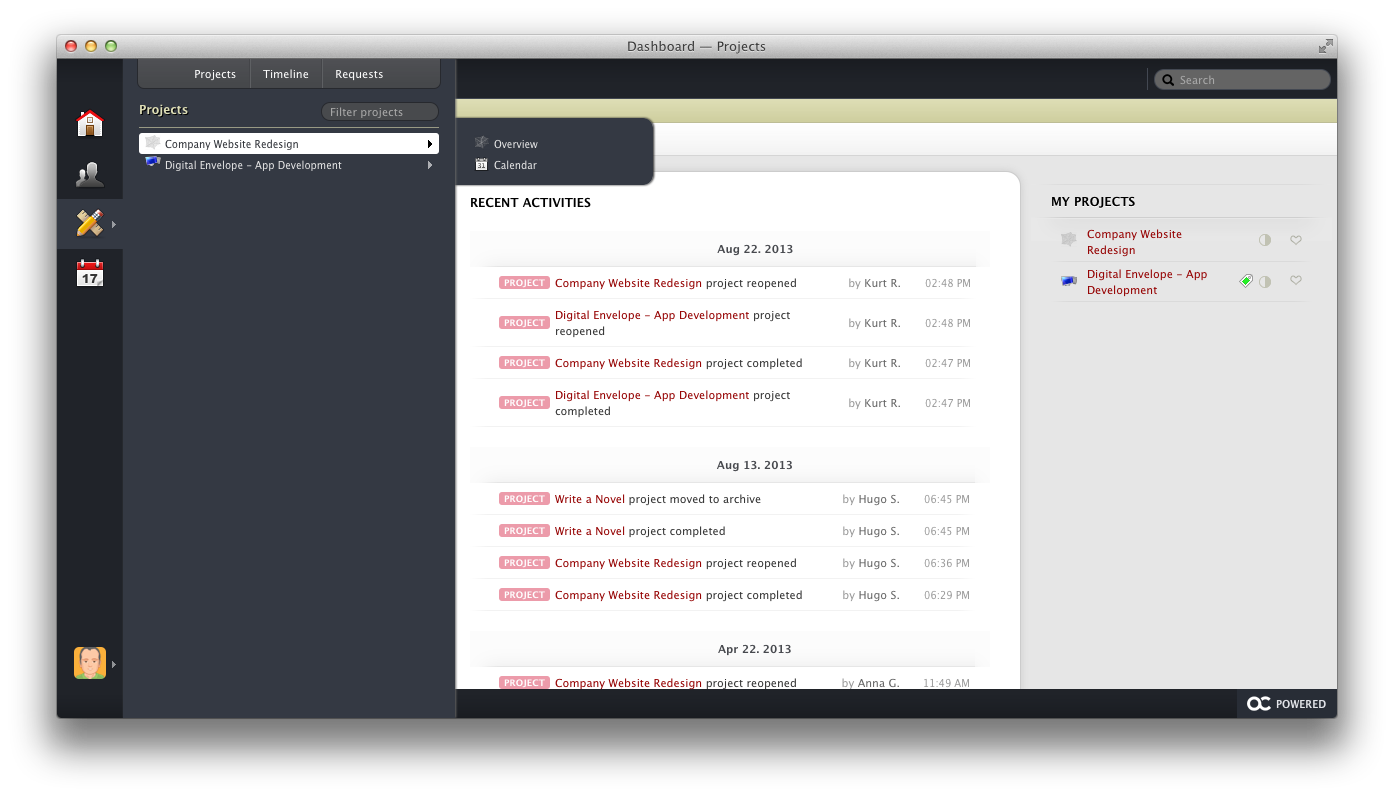 Dashboard — Projects
Projects Timeline Requests
Search
Projects
Filter projects
Company Website Redesign
Digital Envelope – App Development
Overview
31 Calendar
17
RECENT ACTIVITIES
Aug 22. 2013
PROJECT Company Website Redesign project reopened by Kurt R. 02:48 PM
PROJECT Digital Envelope – App Development project
reopened by Kurt R. 02:48 PM
PROJECT Company Website Redesign project completed by Kurt R. 02:47 PM
PROJECT Digital Envelope – App Development project
completed by Kurt R. 02:47 PM
Aug 13. 2013
PROJECT Write a Novel project moved to archive by Hugo S. 06:45 PM
PROJECT Write a Novel project completed by Hugo S. 06:45 PM
PROJECT Company Website Redesign project reopened by Hugo S. 06:36 PM
PROJECT Company Website Redesign project completed by Hugo S. 06:29 PM
Apr 22. 2013
PROJECT Company Website Redesign project reopened by Anna G. 11:49 AM
MY PROJECTS
Company Website
Redesign
Digital Envelope – App
Development
OC POWERED